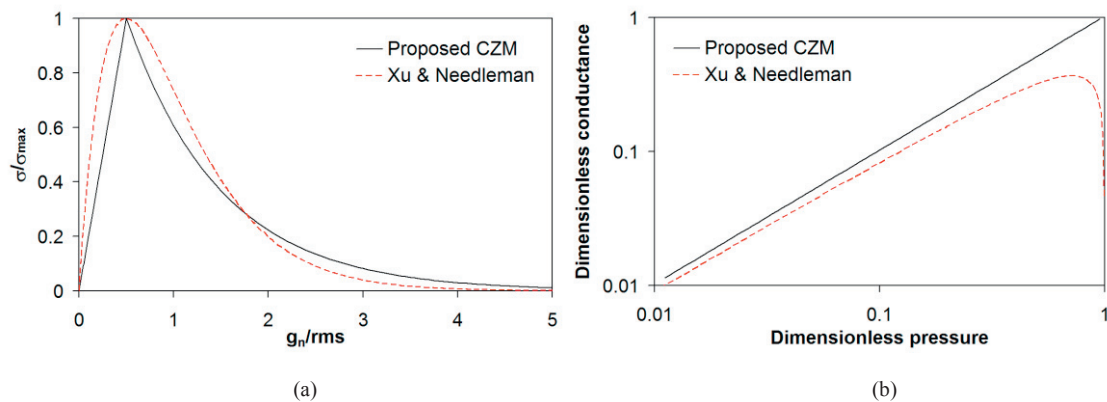 1
0.8
0.6
0.4
0.2
0
σ/σmax
Proposed CZM
Xu & Needleman
0 1 2 3 4 5
gn/rms
(a)
1
0.1
0.01
Dimensionless conductance
Proposed CZM
Xu & Needleman
0.01 0.1 1
Dimensionless pressure
(b)